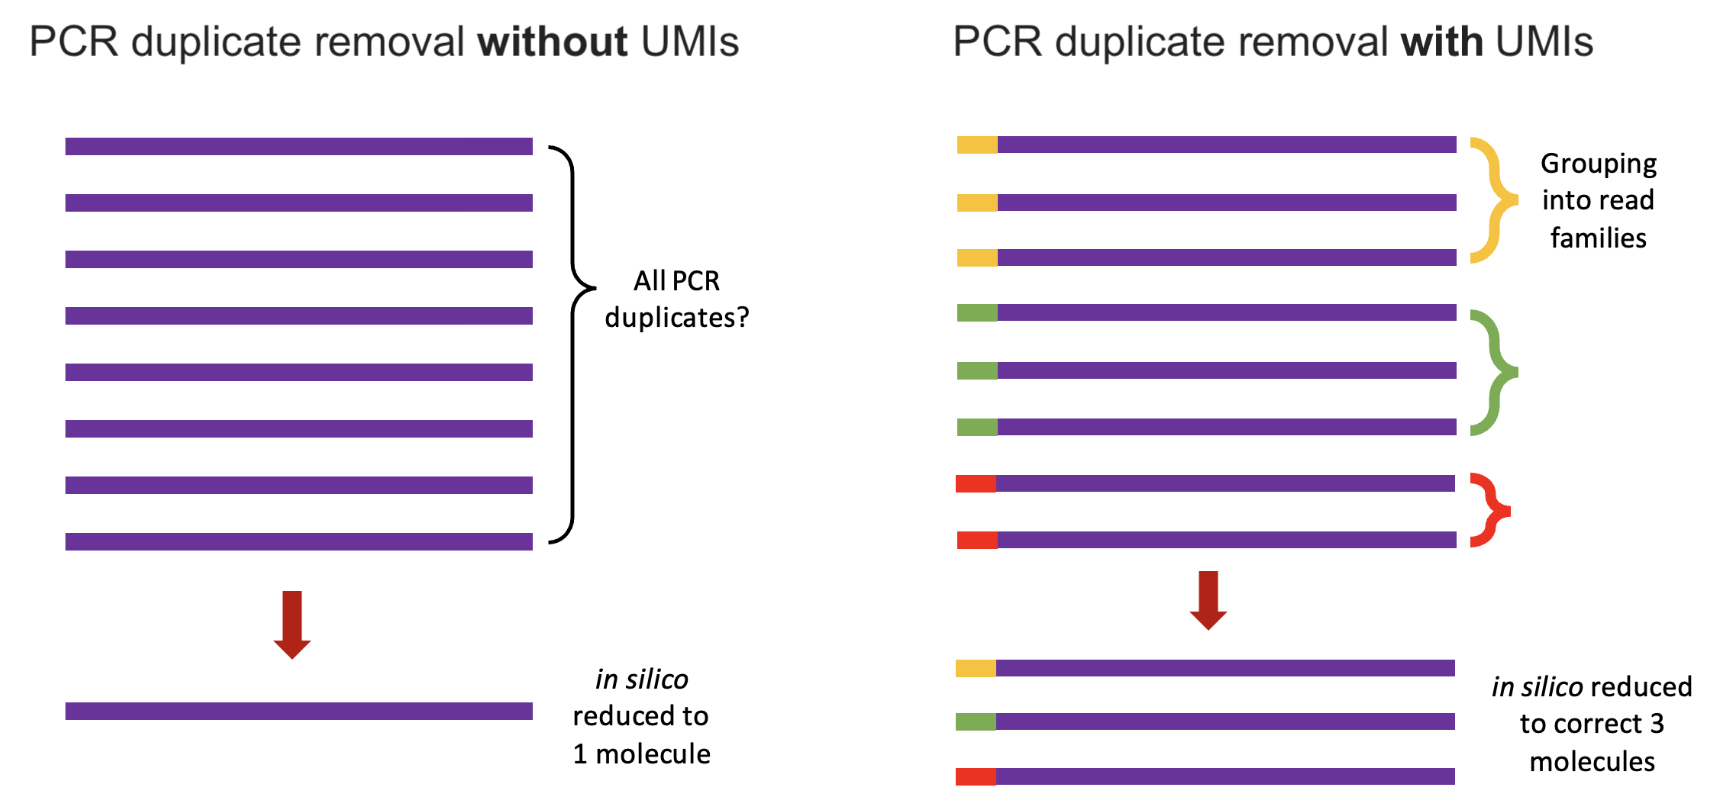 PCR duplicate removal without UMIs
All PCR
duplicates?
in silico
reduced to
1 molecule
PCR duplicate removal with UMIs
Grouping
into read
families
in silico reduced
to correct 3
molecules